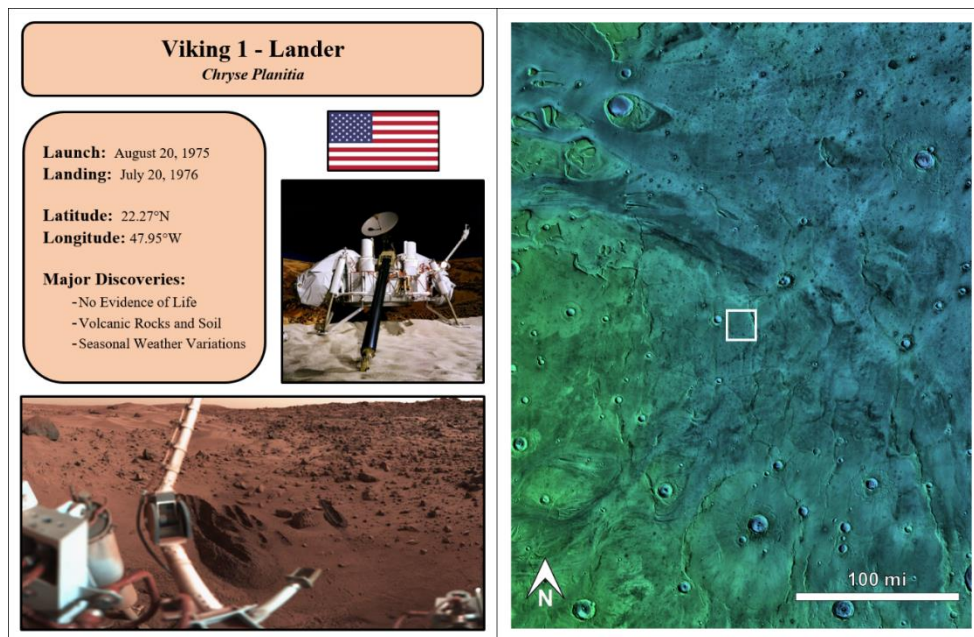 Viking 1 - Lander
Chryse Planitia
Launch: August 20, 1975
Landing: July 20, 1976
Latitude: 22.27°N
Longitude: 47.95°W
Major Discoveries:
-No Evidence of Life
-Volcanic Rocks and Soil
-Seasonal Weather Variations
N
100 mi